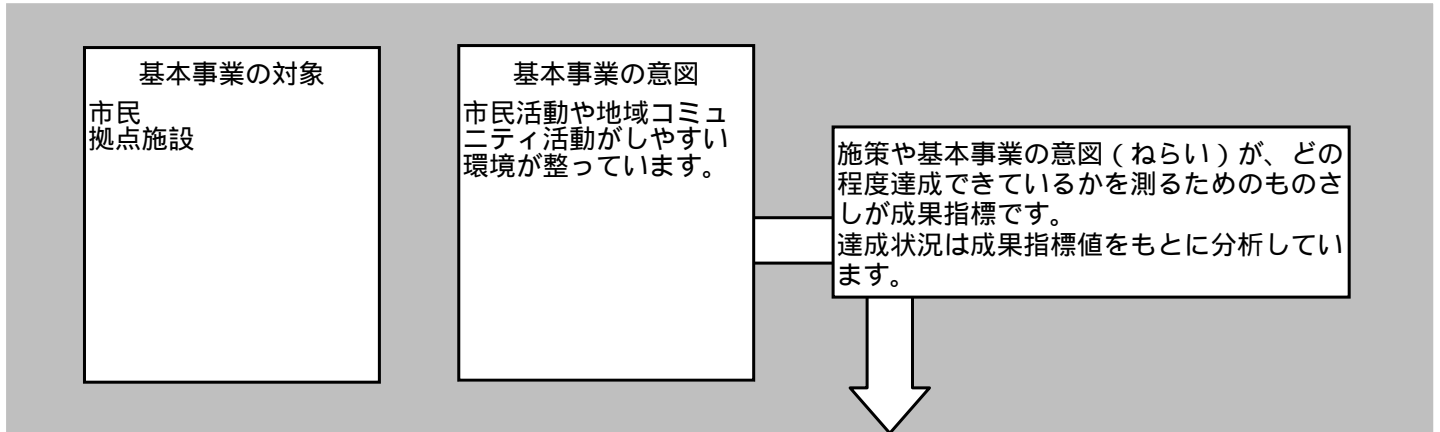 基本事業の対象
市民
拠点施設
基本事業の意図
市民活動や地域コミュ
ニティ活動がしやすい
環境が整っています。
施策や基本事業の意図（ねらい）が、どの
程度達成できているかを測るためのものさ
しが成果指標です。
達成状況は成果指標値をもとに分析してい
ます。